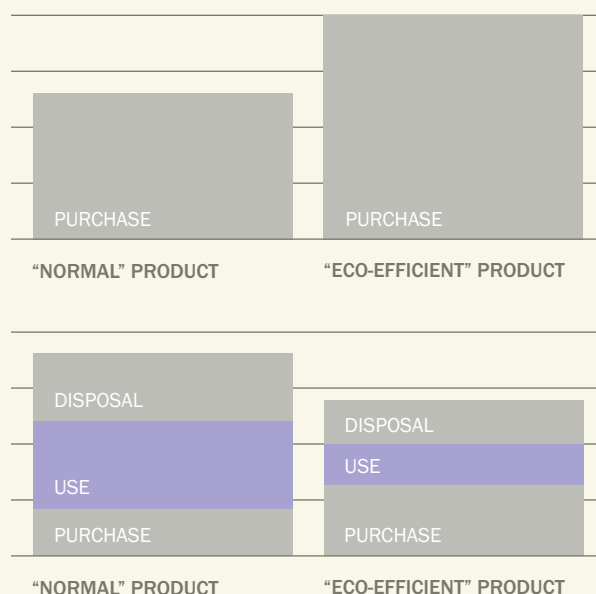 PURCHASE PURCHASE
“NORMAL” PRODUCT “ECO-EFFICIENT” PRODUCT
DISPOSAL
DISPOSAL
USE
USE
PURCHASE PURCHASE
“NORMAL” PRODUCT “ECO-EFFICIENT” PRODUCT